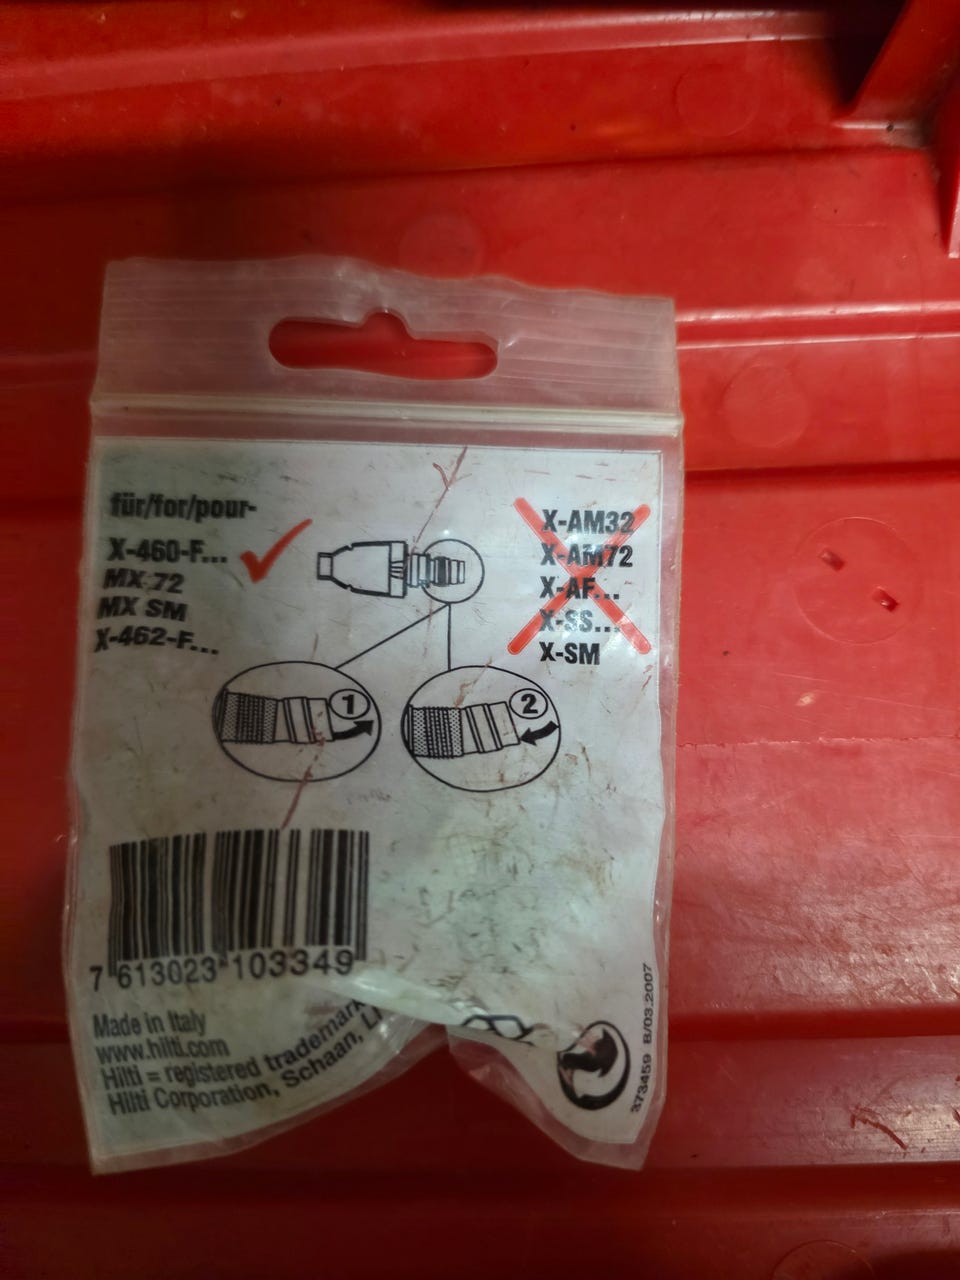 für/for/pour-
X-460-F...
MX 72
MX SM
X-462-F...
X-AM32
X-AM72
X-AF...
X-SS...
X-SM
1
2
7 613023 103349
Made in Italy
www.hilti.com
Hilti = registered trademark
Hilti Corporation, Schaan,
373459 B/03.2007